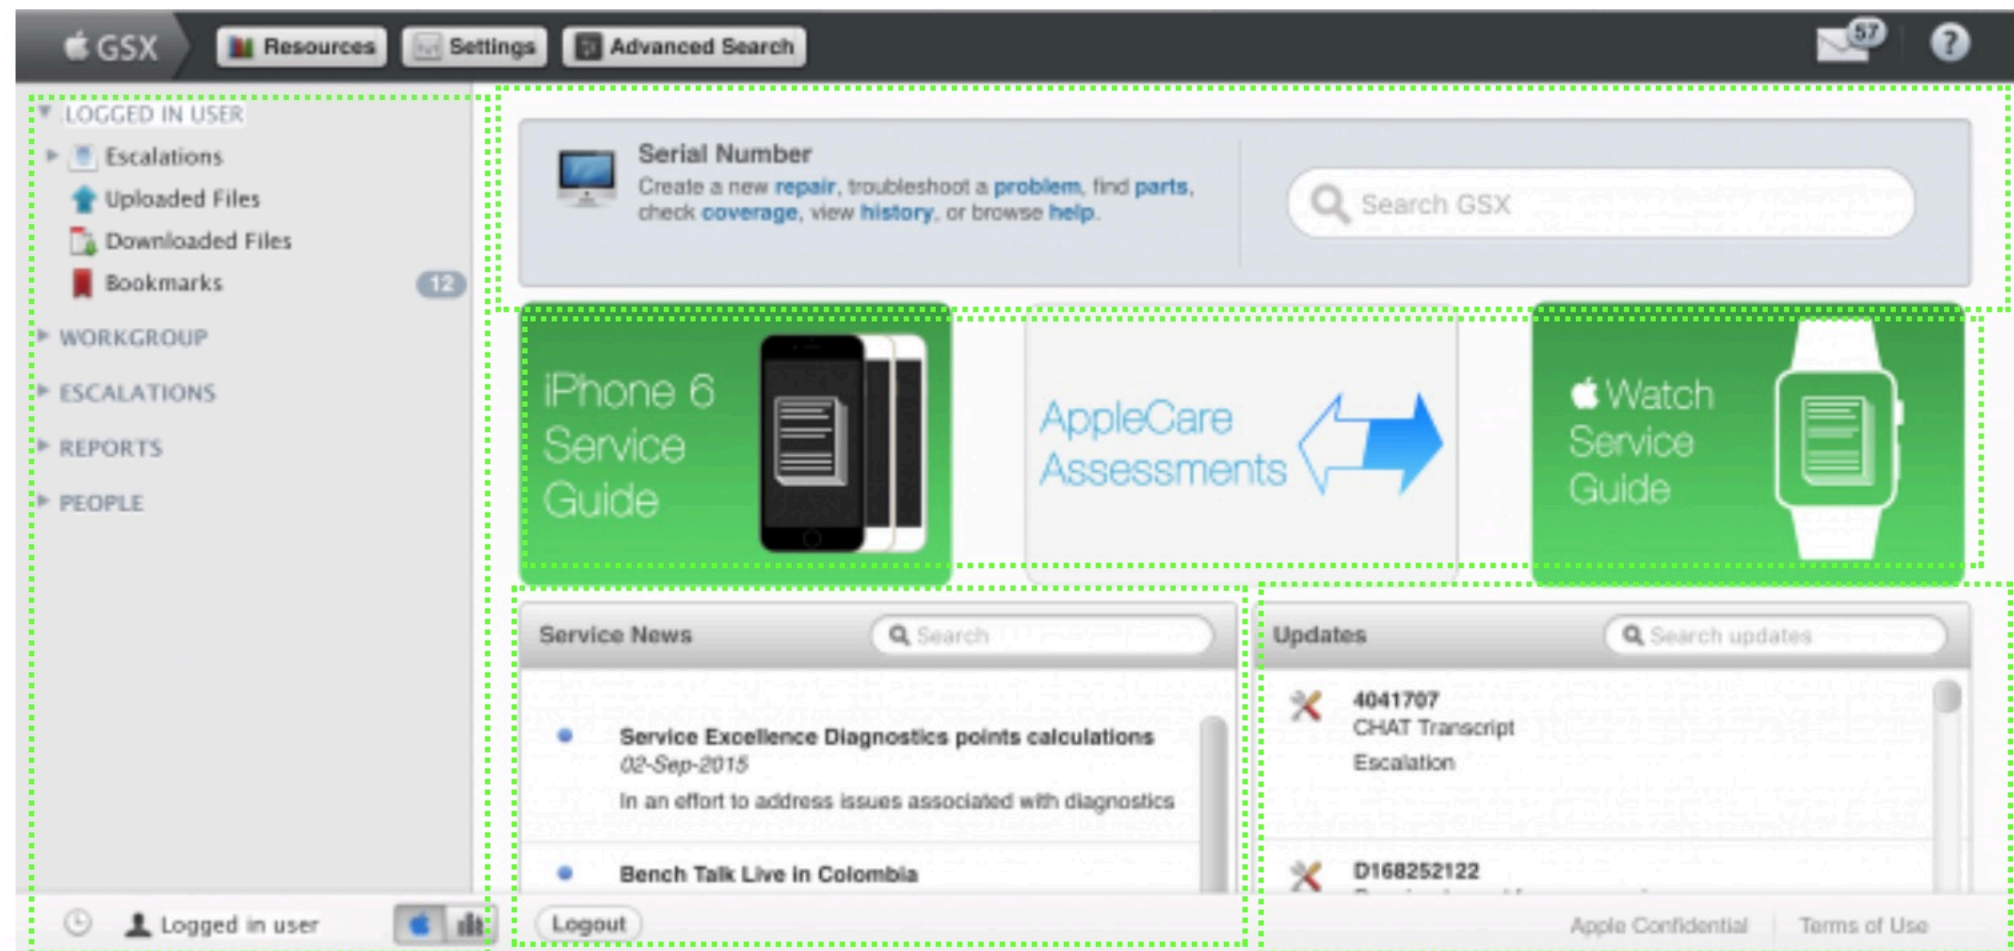 GSX
Resources
Settings
Advanced Search
57
?
LOGGED IN USER
Escalations
Uploaded Files
Downloaded Files
Bookmarks
12
WORKGROUP
ESCALATIONS
REPORTS
PEOPLE
Serial Number
Create a new repair, troubleshoot a problem, find parts,
check coverage, view history, or browse help.
Search GSX
iPhone 6
Service
Guide
AppleCare
Assessments
Watch
Service
Guide
Service News
Search
Service Excellence Diagnostics points calculations
02-Sep-2015
In an effort to address issues associated with diagnostics
Bench Talk Live in Colombia
Updates
Search updates
4041707
CHAT Transcript
Escalation
D168252122
Logged in user
Logout
Apple Confidential
Terms of Use